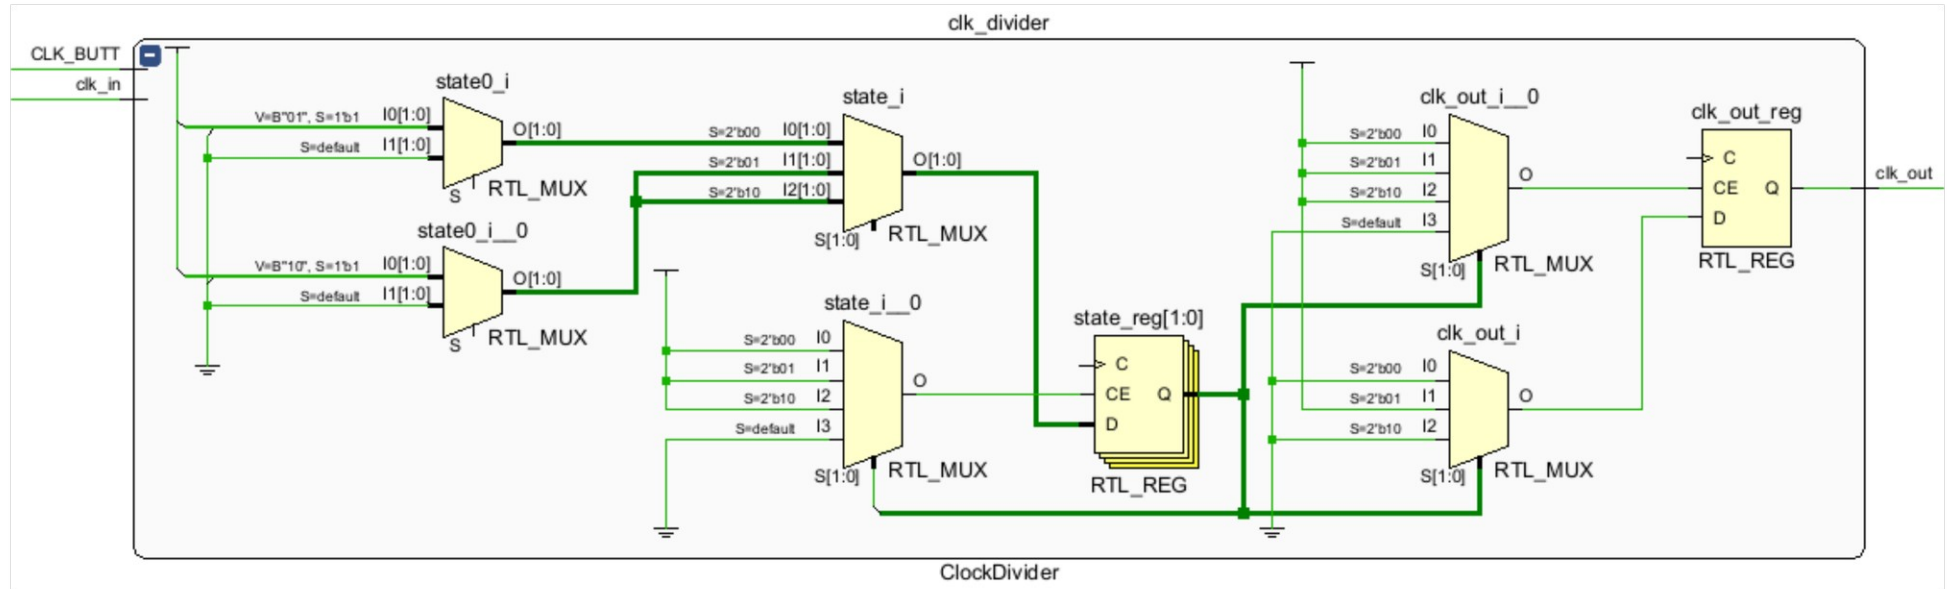 clk_divider
CLK_BUTT
clk_in
state0_i
V=B"01", S=1'b1 I0[1:0]
S=default I1[1:0]
O[1:0]
S
RTL_MUX
state0_i__0
V=B"10", S=1'b1 I0[1:0]
S=default I1[1:0]
O[1:0]
S
RTL_MUX
state_i
S=2'b00 I0[1:0]
S=2'b01 I1[1:0]
S=2'b10 I2[1:0]
O[1:0]
S[1:0]
RTL_MUX
state_i__0
S=2'b00 I0
S=2'b01 I1
S=2'b10 I2
S=default I3
O
S[1:0]
RTL_MUX
state_reg[1:0]
C
CE Q
D
RTL_REG
clk_out_i__0
S=2'b00 I0
S=2'b01 I1
S=2'b10 I2
S=default I3
O
S[1:0]
RTL_MUX
clk_out_i
S=2'b00 I0
S=2'b01 I1
S=2'b10 I2
O
S[1:0]
RTL_MUX
clk_out_reg
C
CE Q
D
RTL_REG
clk_out
ClockDivider